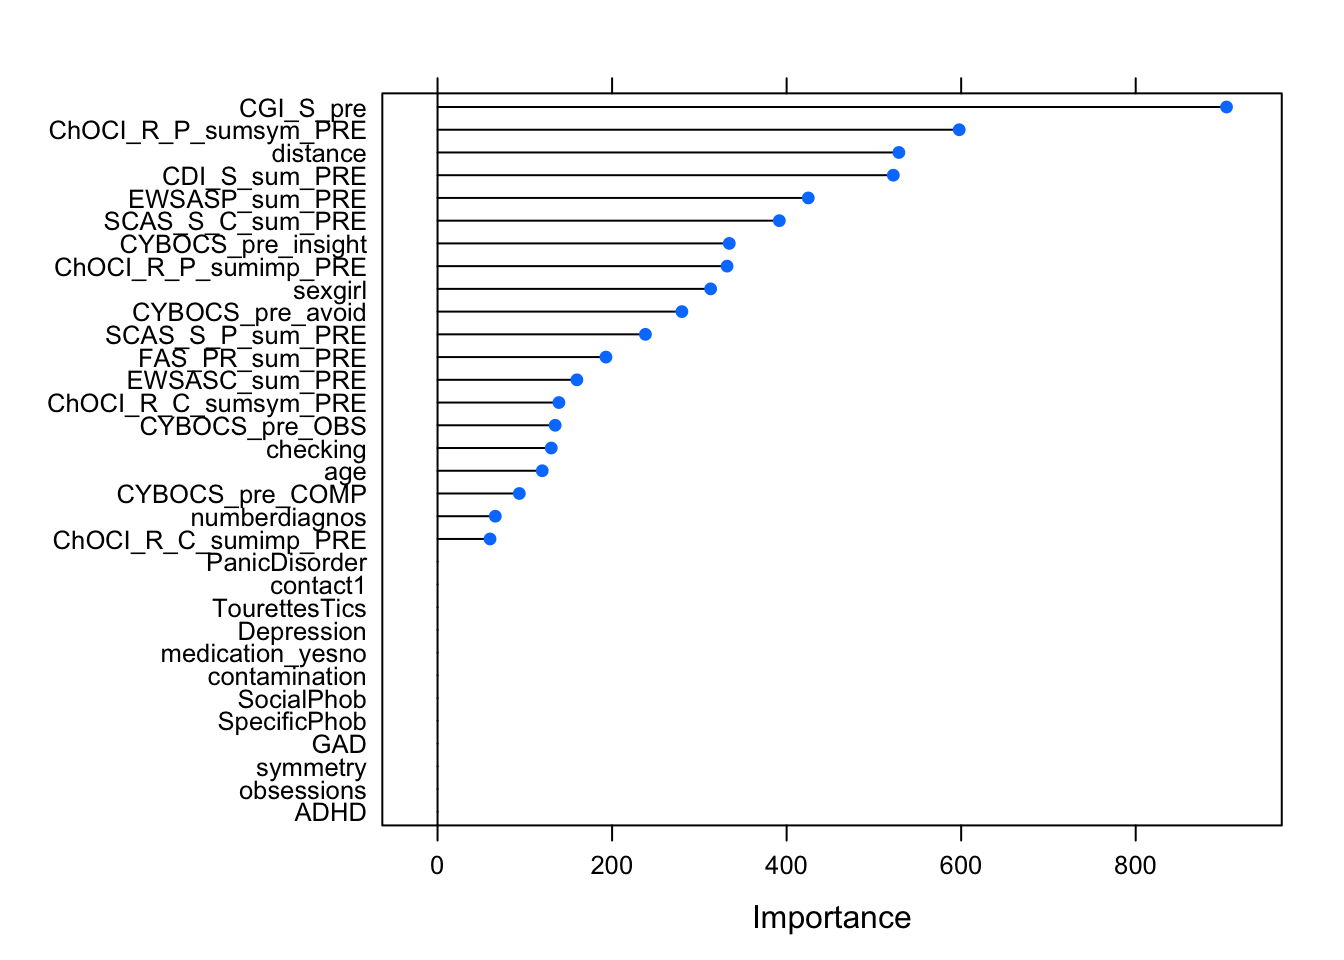 CGI_S_pre
ChOCI_R_P_sumsym_PRE
distance
CDI_S_sum_PRE
EWSASP_sum_PRE
SCAS_S_C_sum_PRE
CYBOCS_pre_insight
ChOCI_R_P_sumimp_PRE
sexgirl
CYBOCS_pre_avoid
SCAS_S_P_sum_PRE
FAS_PR_sum_PRE
EWSASC_sum_PRE
ChOCI_R_C_sumsym_PRE
CYBOCS_pre_OBS
checking
age
CYBOCS_pre_COMP
numberdiagnos
ChOCI_R_C_sumimp_PRE
PanicDisorder
contact1
TourettesTics
Depression
medication_yesno
contamination
SocialPhob
SpecificPhob
GAD
symmetry
obsessions
ADHD
0 200 400 600 800
Importance